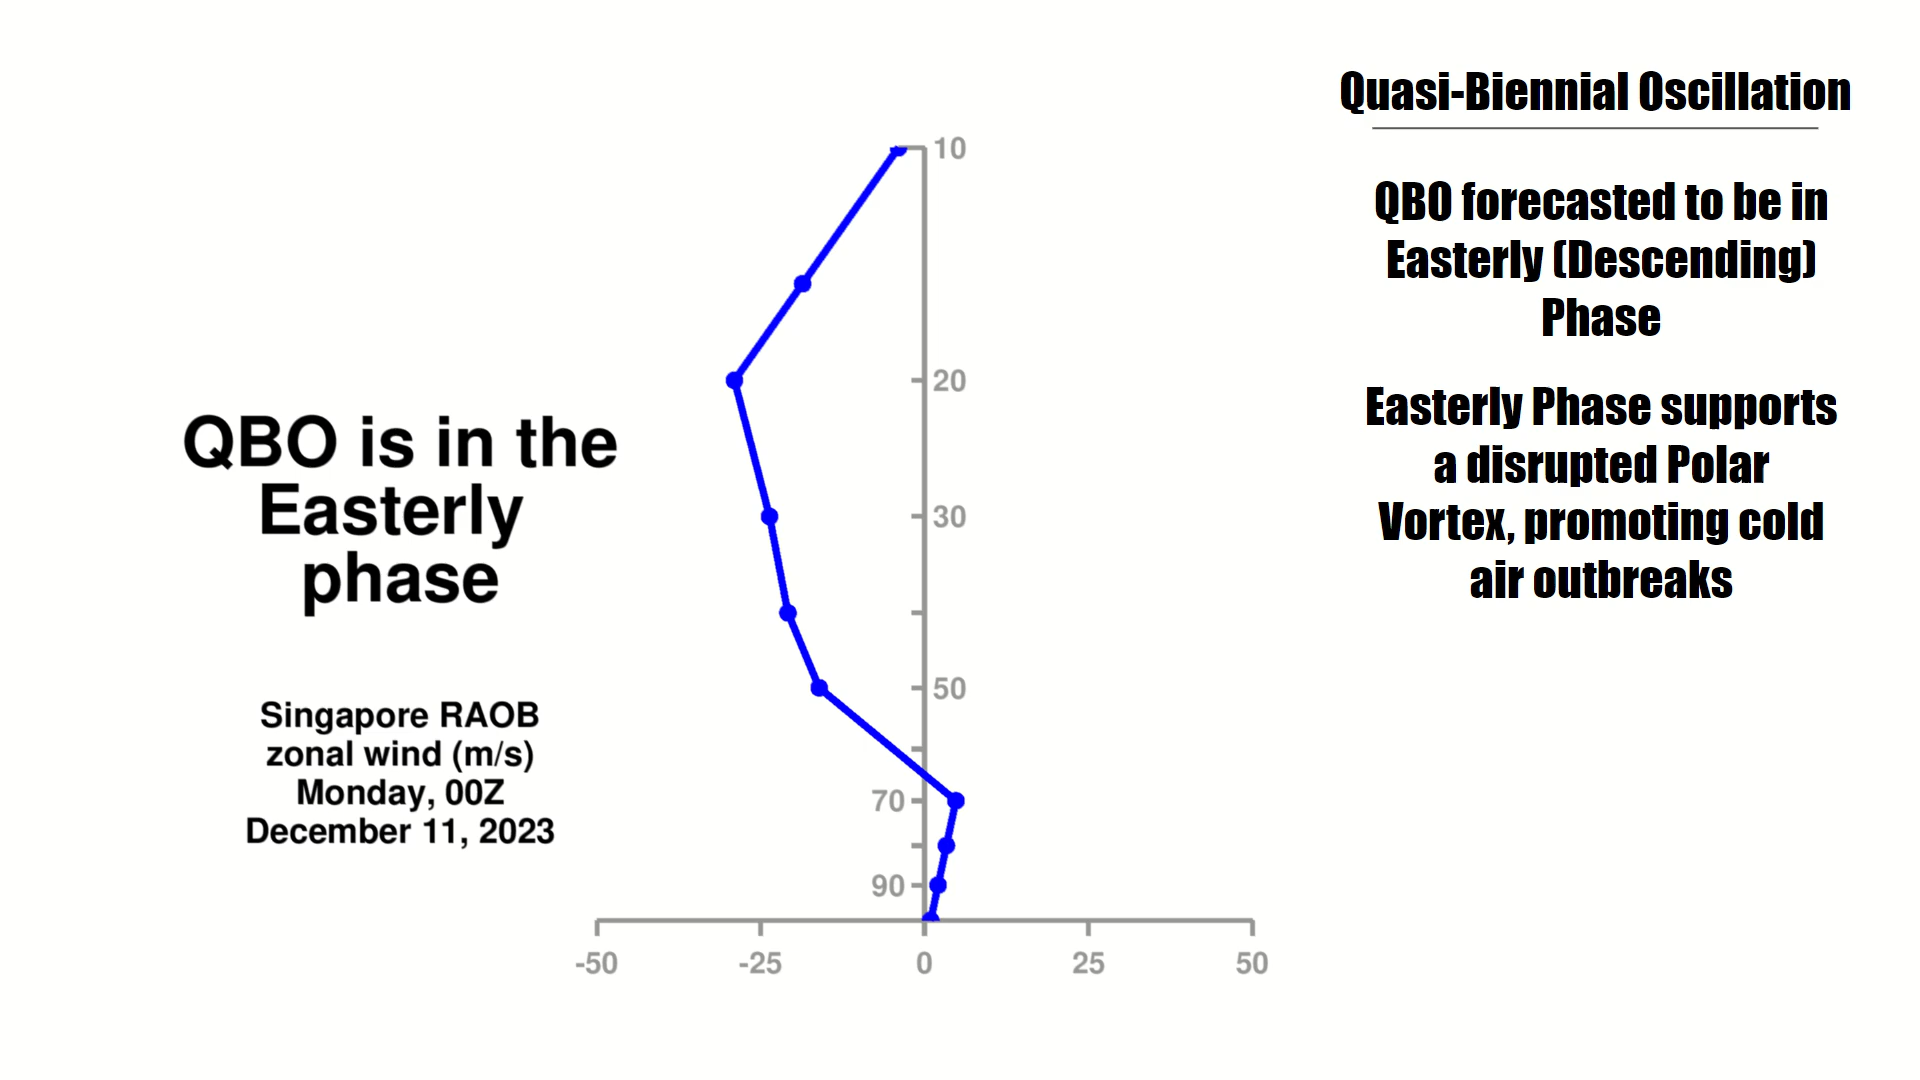 Quasi-Biennial Oscillation
QBO forecasted to be in
Easterly (Descending)
Phase
Easterly Phase supports
a disrupted Polar
Vortex, promoting cold
air outbreaks
QBO is in the
Easterly
phase
Singapore RAOB
zonal wind (m/s)
Monday, 00Z
December 11, 2023
10
20
30
50
70
90
-50 -25 0 25 50